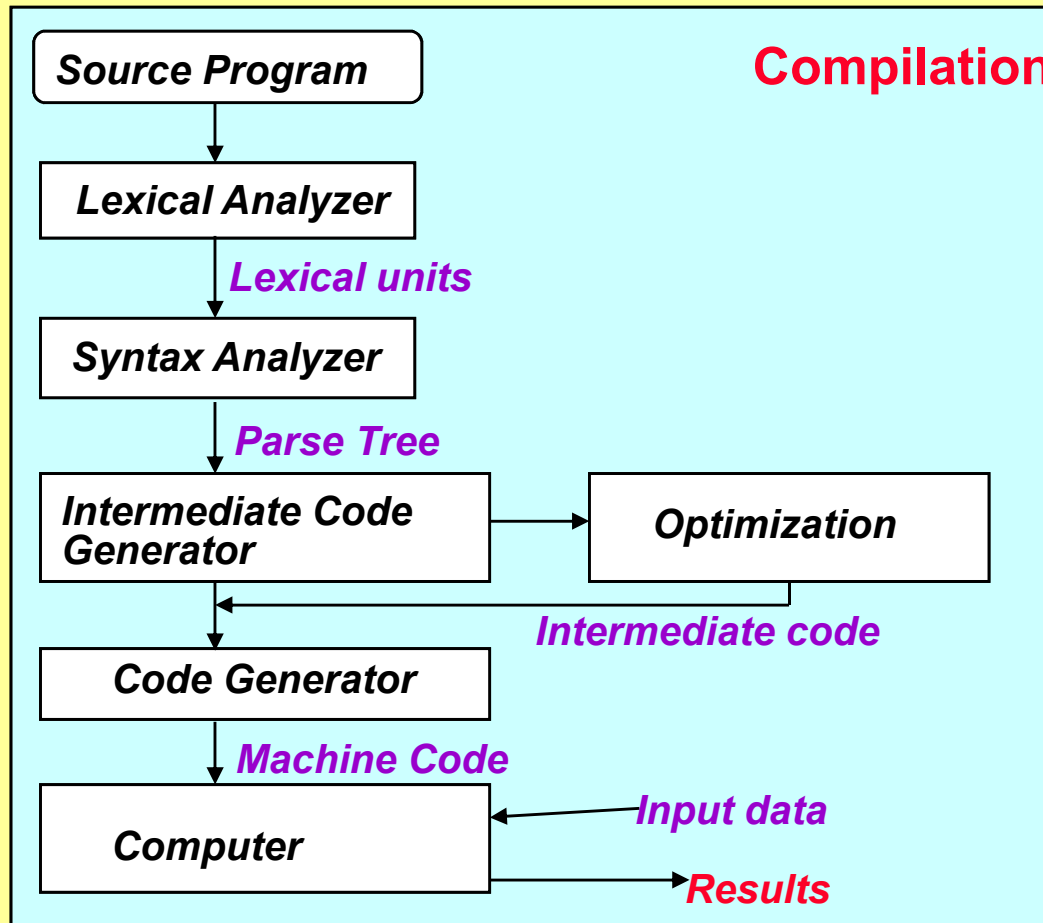 Compilation
Source Program
Lexical Analyzer
Lexical units
Syntax Analyzer
Parse Tree
Intermediate Code
Generator
Optimization
Intermediate code
Code Generator
Machine Code
Computer
Input data
Results